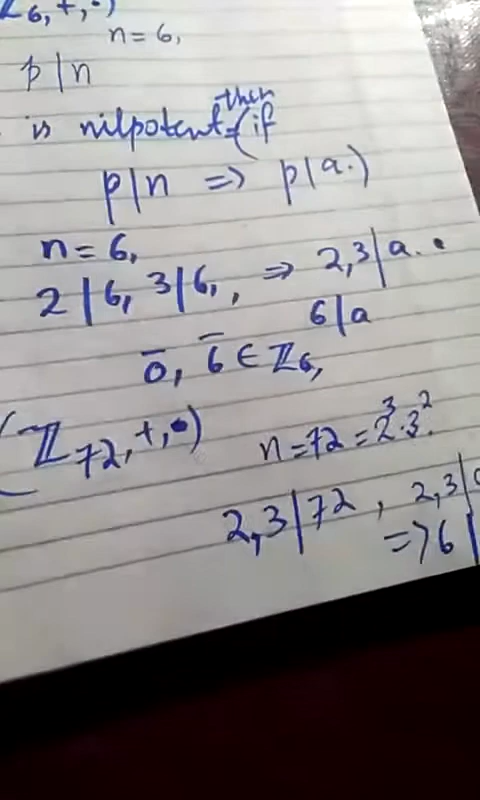 ℤ₆, +, •)
n = 6,
p | n
is nilpotent then (if
p | n ⇒ p | a.)
n = 6,
2 | 6, 3 | 6, , ⇒ 2, 3 | a. •
6 | a
0̅, 6̅ ∈ ℤ₆,
(ℤ₇₂, +, •) n = 72 = 2³ · 3².
2, 3 | 72 , 2, 3 |
⇒ 6 |